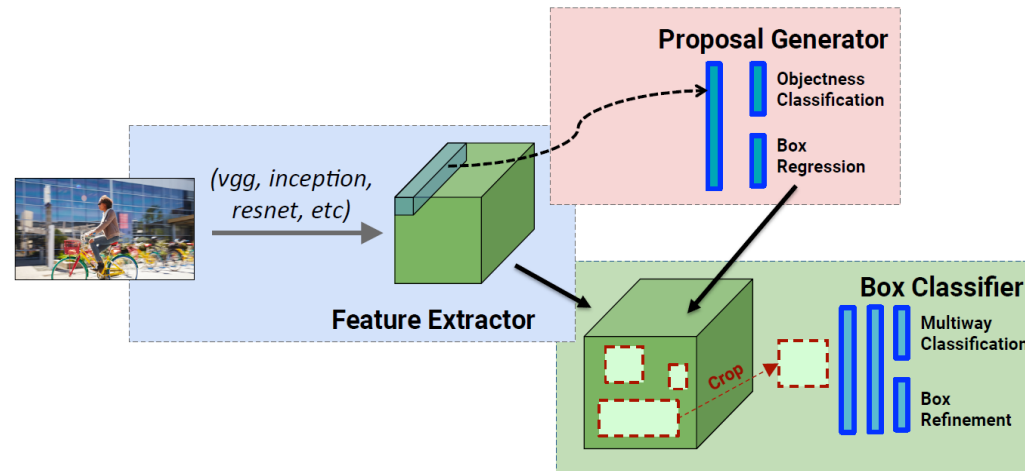 Proposal Generator
Objectness
Classification
Box
Regression
(vgg, inception,
resnet, etc)
Feature Extractor
Box Classifier
Multiway
Classification
Crop
Box
Refinement